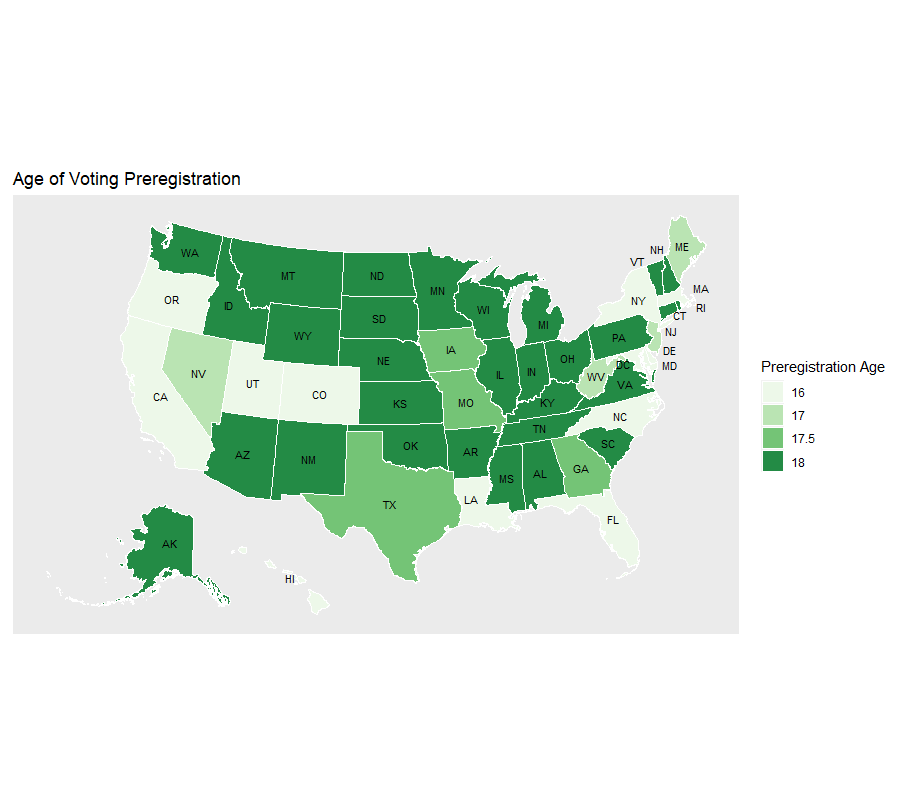 Age of Voting Preregistration
NH
ME
VT
WA
MT
ND
MN
OR
ID
SD
WI
NY
MA
RI
CT
MI
WY
NJ
PA
IA
NE
OH
DE
DC
MD
NV
UT
IL
IN
WV
VA
CO
CA
KS
MO
KY
NC
TN
OK
SC
AZ
NM
AR
GA
MS
AL
TX
LA
FL
AK
HI
Preregistration Age
16
17
17.5
18